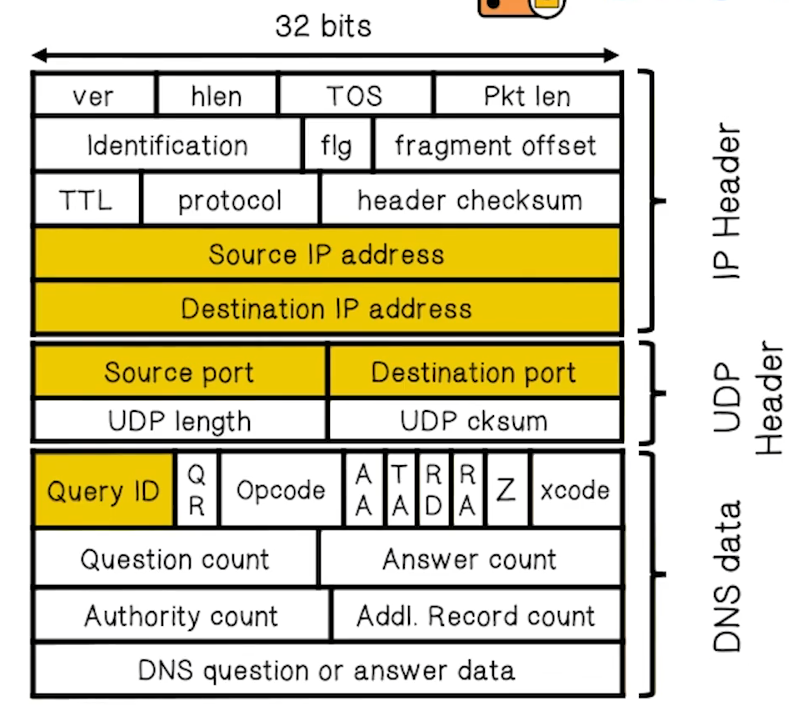 32 bits
ver hlen TOS Pkt len
Identification flg fragment offset
TTL protocol header checksum
Source IP address
Destination IP address
IP Header
Source port Destination port
UDP length UDP cksum
UDP
Header
Query ID QR Opcode AA TA RD RA Z xcode
Question count Answer count
Authority count Addl. Record count
DNS question or answer data
DNS data